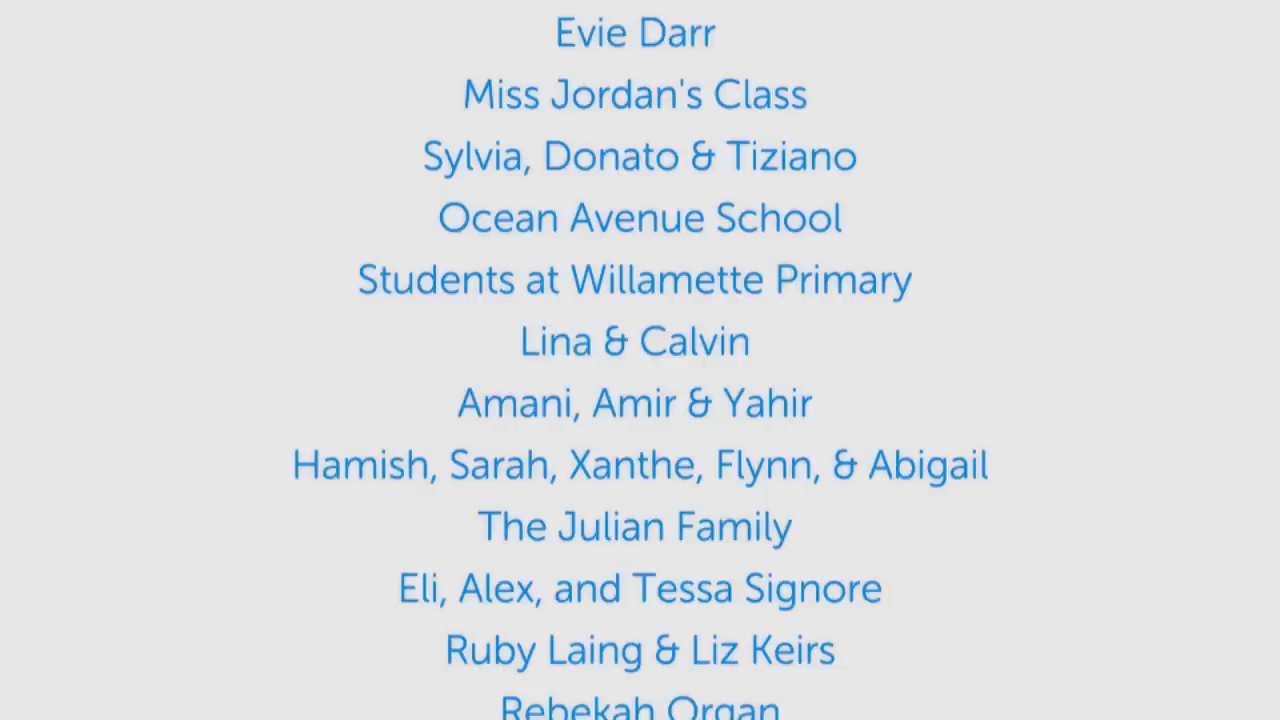 Evie Darr
Miss Jordan's Class
Sylvia, Donato & Tiziano
Ocean Avenue School
Students at Willamette Primary
Lina & Calvin
Amani, Amir & Yahir
Hamish, Sarah, Xanthe, Flynn, & Abigail
The Julian Family
Eli, Alex, and Tessa Signore
Ruby Laing & Liz Keirs
Rebekah Organ